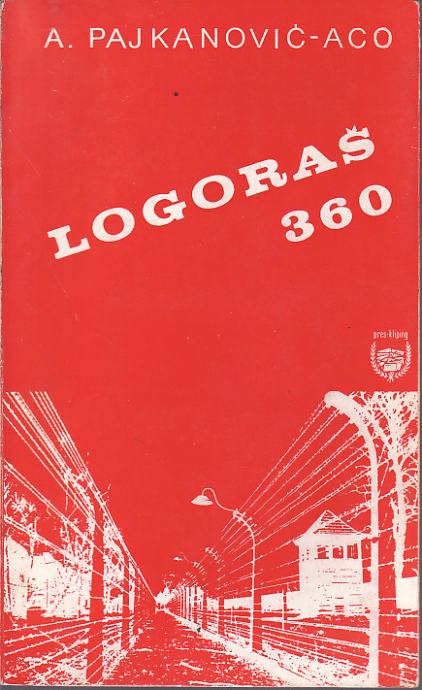 A. PAJKANOVIĆ-ACO
LOGORAŠ
360
pres-kliping